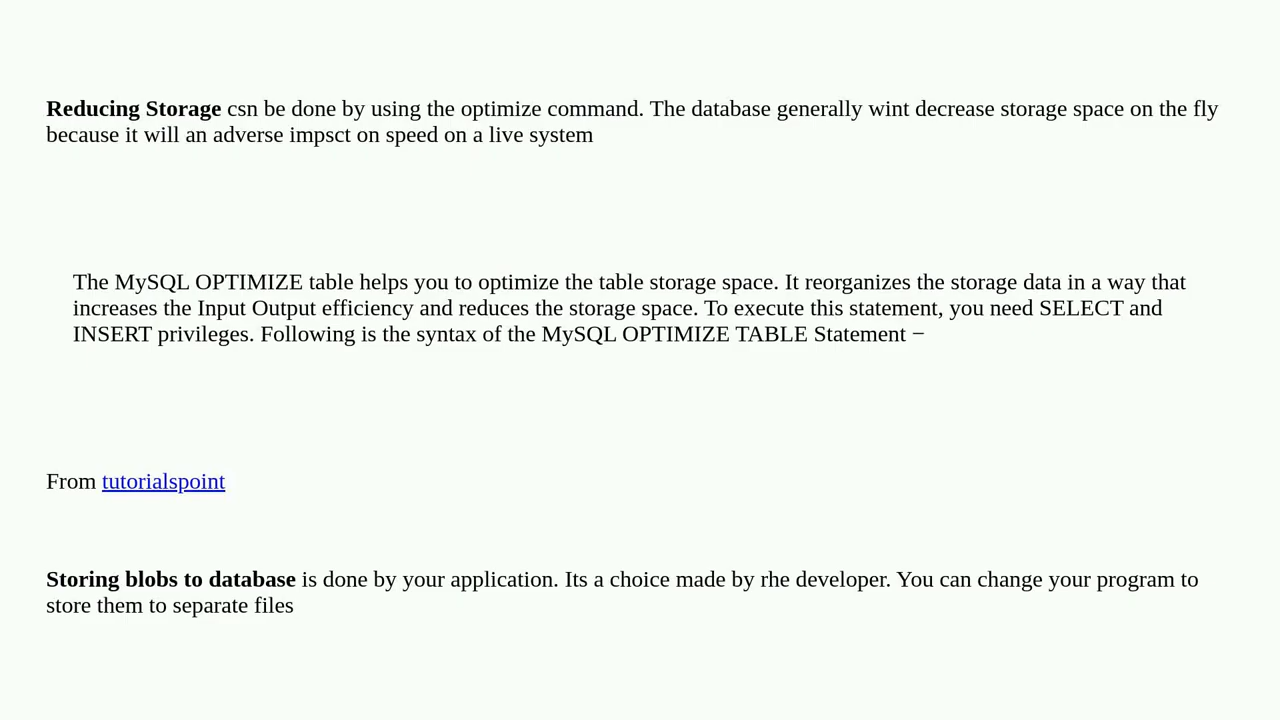 Reducing Storage csn be done by using the optimize command. The database generally wint decrease storage space on the fly
because it will an adverse impsct on speed on a live system
The MySQL OPTIMIZE table helps you to optimize the table storage space. It reorganizes the storage data in a way that
increases the Input Output efficiency and reduces the storage space. To execute this statement, you need SELECT and
INSERT privileges. Following is the syntax of the MySQL OPTIMIZE TABLE Statement −
From tutorialspoint
Storing blobs to database is done by your application. Its a choice made by rhe developer. You can change your program to
store them to separate files